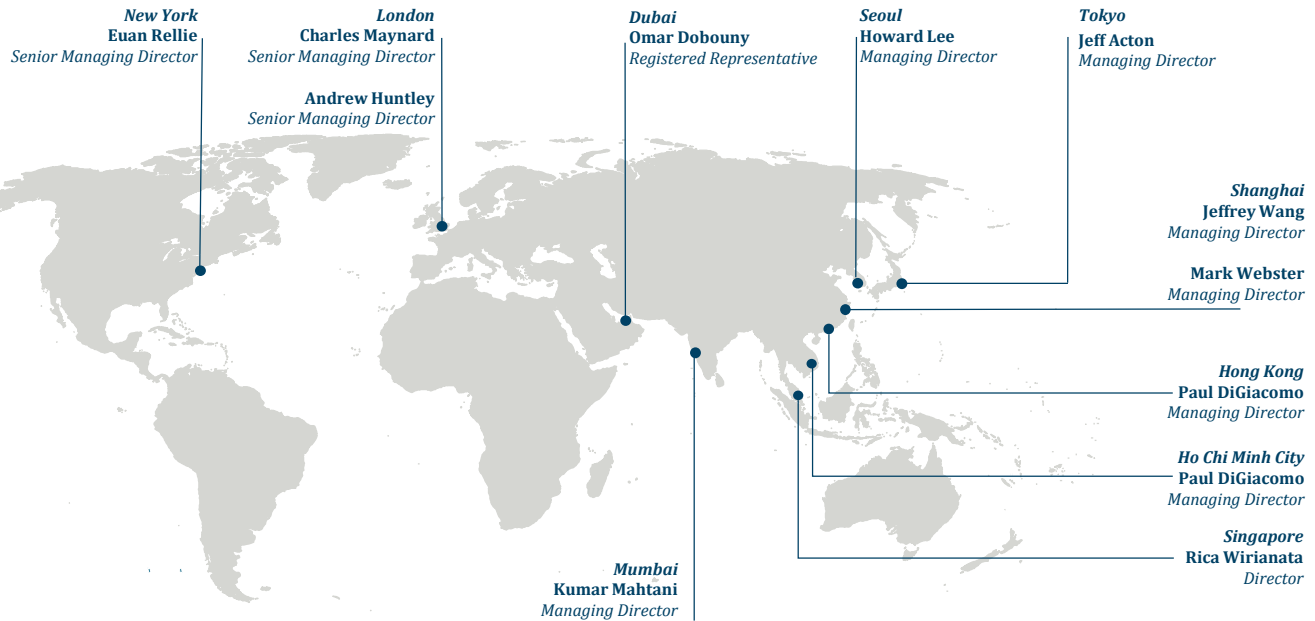 New York
Euan Rellie
Senior Managing Director
London
Charles Maynard
Senior Managing Director
Andrew Huntley
Senior Managing Director
Dubai
Omar Dobouny
Registered Representative
Seoul
Howard Lee
Managing Director
Tokyo
Jeff Acton
Managing Director
Shanghai
Jeffrey Wang
Managing Director
Mark Webster
Managing Director
Hong Kong
Paul DiGiacomo
Managing Director
Ho Chi Minh City
Paul DiGiacomo
Managing Director
Singapore
Rica Wirianata
Director
Mumbai
Kumar Mahtani
Managing Director